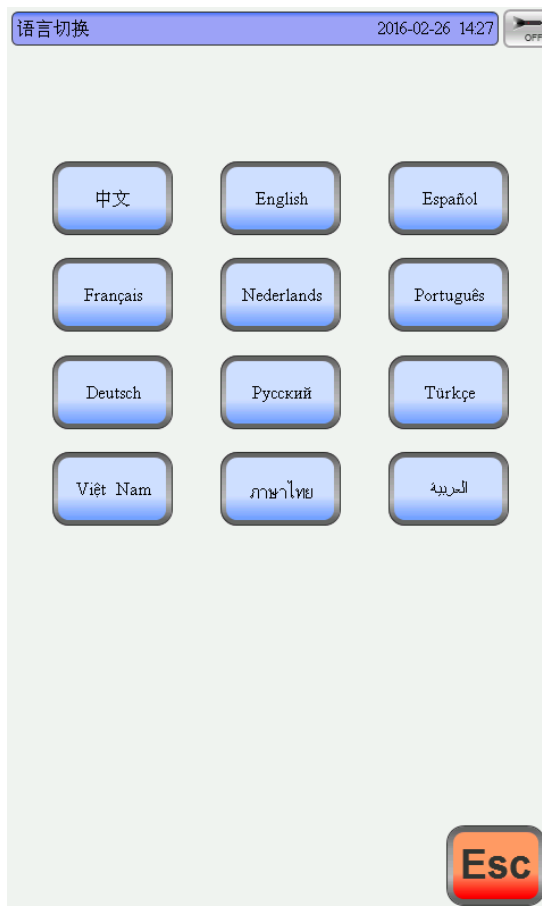 语言切换 2016-02-26 14:27 OFF
中文 English Español
Français Nederlands Português
Deutsch Русский Türkçe
Việt Nam ภาษาไทย العربية
Esc